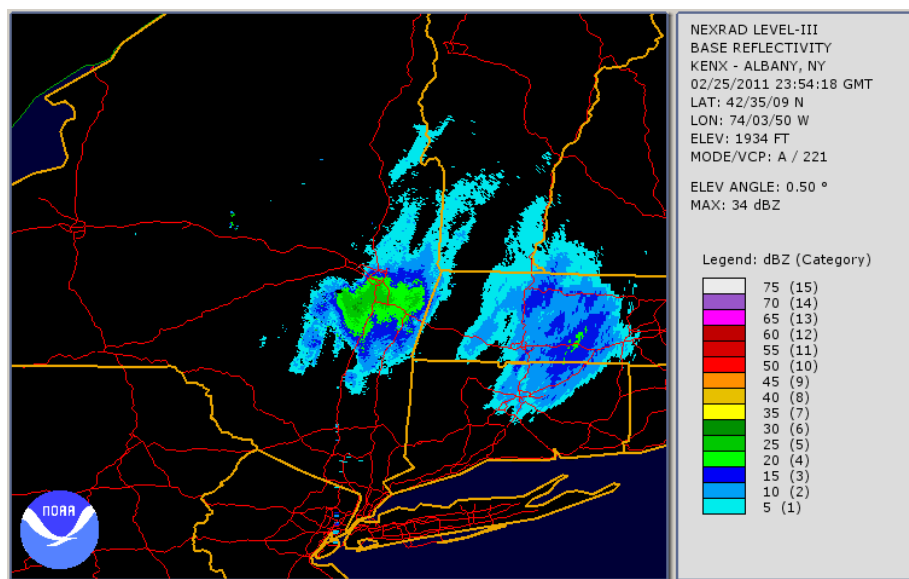 NEXRAD LEVEL-III
BASE REFLECTIVITY
KENX - ALBANY, NY
02/25/2011 23:54:18 GMT
LAT: 42/35/09 N
LON: 74/03/50 W
ELEV: 1934 FT
MODE/VCP: A / 221
ELEV ANGLE: 0.50 °
MAX: 34 dBZ
Legend: dBZ (Category)
75 (15)
70 (14)
65 (13)
60 (12)
55 (11)
50 (10)
45 (9)
40 (8)
35 (7)
30 (6)
25 (5)
20 (4)
15 (3)
10 (2)
5 (1)
NOAA